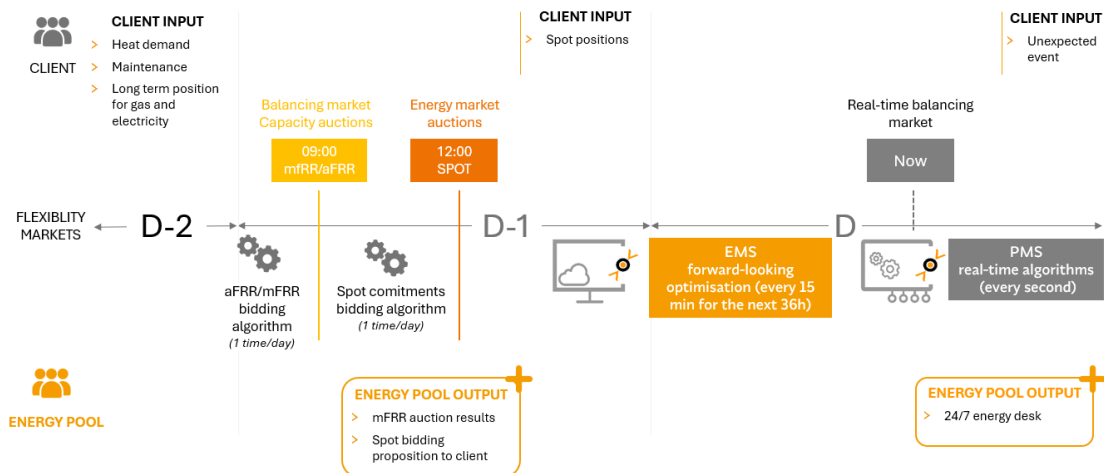 CLIENT INPUT
> Heat demand
> Maintenance
> Long term position
for gas and
electricity
CLIENT
CLIENT INPUT
> Spot positions
CLIENT INPUT
> Unexpected
event
Balancing market
Capacity auctions
09:00
mfRR/aFRR
Energy market
auctions
12:00
SPOT
Real-time balancing
market
Now
FLEXIBLITY
MARKETS
D-2
D-1
D
aFRR/mFRR
bidding
algorithm
(1 time/day)
Spot comitments
bidding algorithm
(1 time/day)
EMS
forward-looking
optimisation (every 15
min for the next 36h)
PMS
real-time algorithms
(every second)
ENERGY POOL
ENERGY POOL OUTPUT
> mFRR auction results
> Spot bidding
proposition to client
ENERGY POOL OUTPUT
> 24/7 energy desk